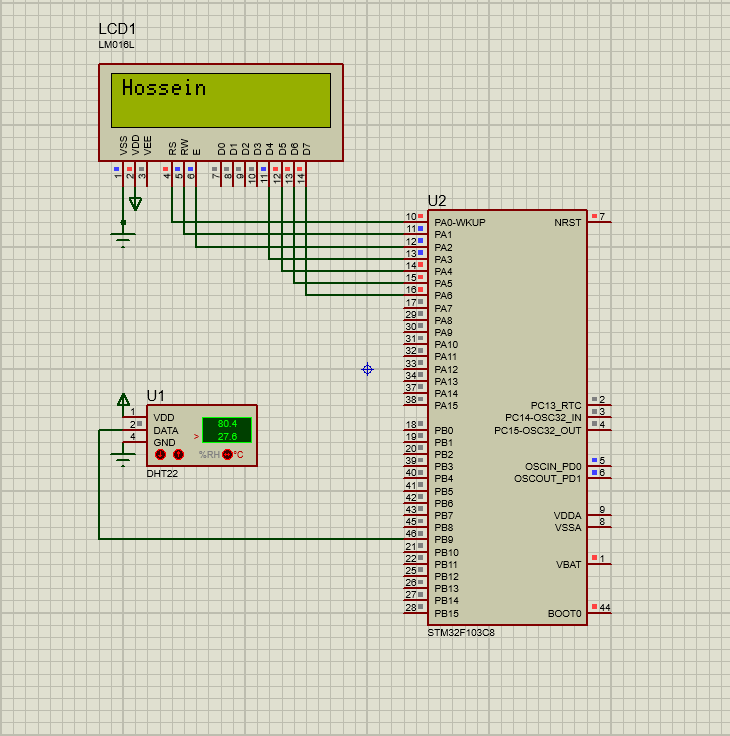 LCD1
LM016L
Hossein
VSS VDD VEE RS RW E D0 D1 D2 D3 D4 D5 D6 D7
1 2 3 4 5 6 7 8 9 10 11 12 13 14
U2
10 PA0-WKUP NRST 7
11 PA1
12 PA2
13 PA3
14 PA4
15 PA5
16 PA6
17 PA7
29 PA8
30 PA9
31 PA10
32 PA11
33 PA12
34 PA13
37 PA14
38 PA15
PC13_RTC 2
PC14-OSC32_IN 3
PC15-OSC32_OUT 4
18 PB0
19 PB1
20 PB2
39 PB3
40 PB4
41 PB5
42 PB6
43 PB7
45 PB8
46 PB9
21 PB10
22 PB11
25 PB12
26 PB13
27 PB14
28 PB15
OSCIN_PD0 5
OSCOUT_PD1 6
VDDA 9
VSSA 8
VBAT 1
BOOT0 44
STM32F103C8
U1
1 VDD
2 DATA
4 GND
80.4
> 27.6
%RH °C
DHT22